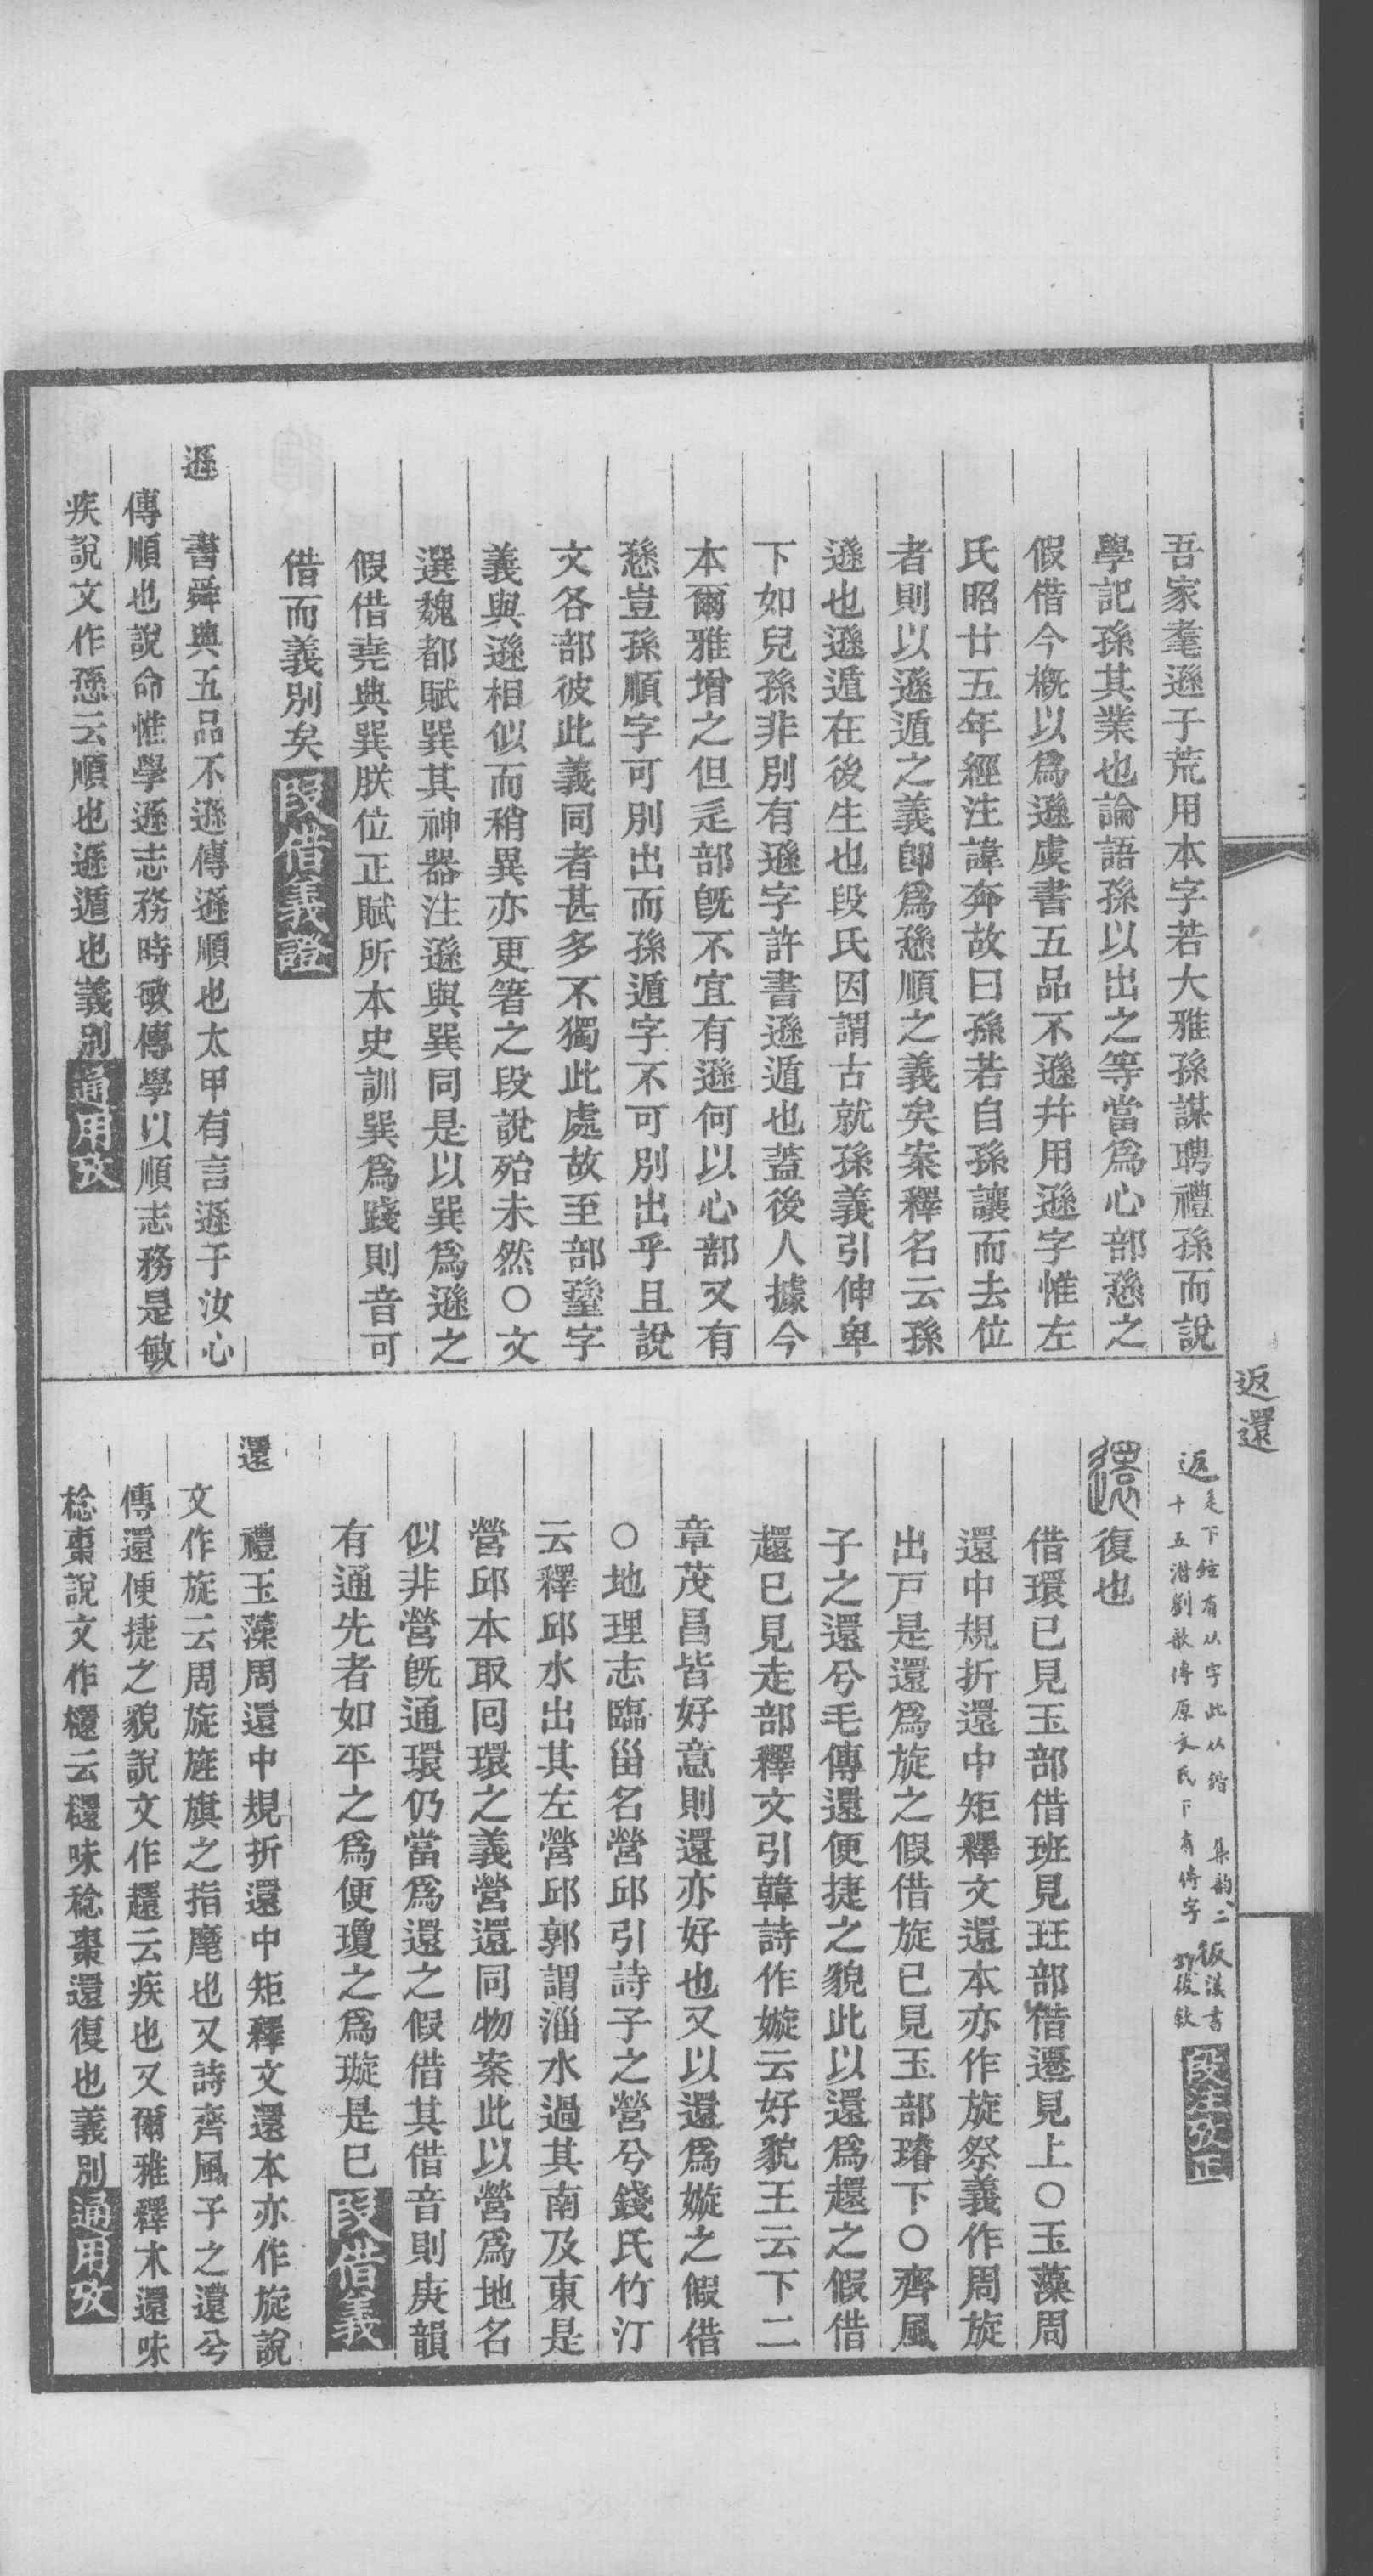 返還
吾家耄遜于荒用本字若大雅孫謀聘禮孫而說
學記孫其業也論語孫以出之等當爲心部愻之
假借今槪以爲遜虞書五品不遜幷用遜字惟左
氏昭廿五年經注諱奔故曰孫若自孫讓而去位
者則以遜遁之義卽爲愻順之義矣案釋名云孫
遜也遜遁在後生也段氏因謂古就孫義引伸卑
下如兒孫非別有遜字許書遜遁也蓋後人據今
本爾雅增之但辵部旣不宜有遜何以心部又有
愻豈孫順字可別出而孫遁字不可別出乎且說
文各部彼此義同者甚多不獨此處故至部臸字
義與遜相似而稍異亦更箸之段說殆未然○文
選魏都賦巽其神器注遜與巽同是以巽爲遜之
假借堯典巽朕位正賦所本史訓巽爲踐則音可
借而義別矣段借義證
遜　書舜典五品不遜傳遜順也太甲有言遜于汝心
傳順也說命惟學遜志務時敏傳學以順志務是敏
疾說文作愻云順也遜遁也義別通用攷
返 辵下經有从字此从 集韵二 彶漢書
十五潛劉歆傳原文氏下有傳字 段注攷正
還復也
借環已見玉部借班見玨部借遷見上○玉藻周
還中規折還中矩釋文還本亦作旋祭義作周旋
出戸是還爲旋之假借旋已見玉部璿下○齊風
子之還兮毛傳還便捷之貌此以還爲趧之假借
趧已見走部釋文引韓詩作嫙云好貌王云下二
章茂昌皆好意則還亦好也又以還爲嫙之假借
○地理志臨甾名營邱引詩子之營兮錢氏竹汀
云釋邱水出其左營邱郭謂淄水過其南及東是
營邱本取囘環之義營還同物案此以營爲地名
似非營旣通環仍當爲還之假借其借音則庚韻
有通先者如平之爲便瓊之爲璇是巳段借義
還　禮玉藻周還中規折還中矩釋文還本亦作旋說
文作旋云周旋旌旗之指麾也又詩齊風子之還兮
傳還便捷之貌說文作趧云疾也又爾雅釋木還味
棯棗說文作檈云檈味稔棗還復也義別通用攷